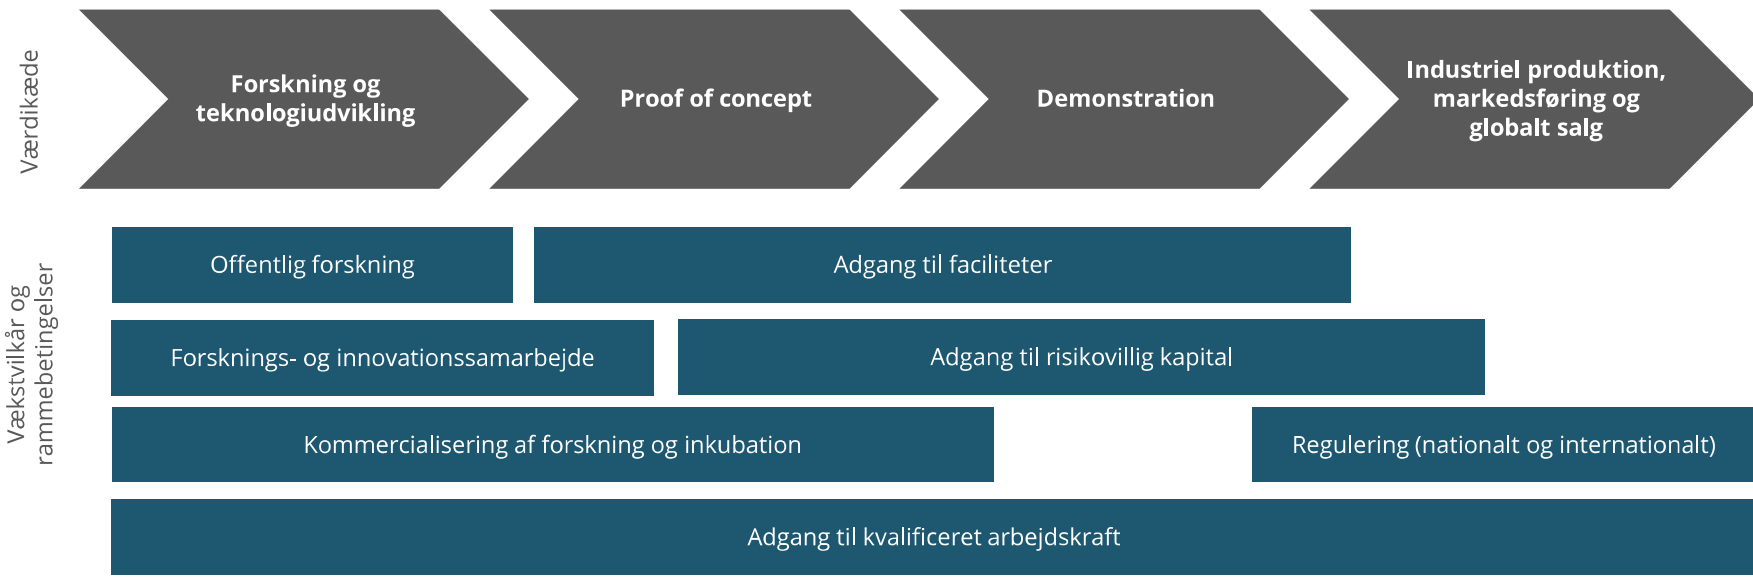 Værdikæde
Forskning og
teknologiudvikling
Proof of concept
Demonstration
Industriel produktion,
markedsføring og
globalt salg
Vækstvilkår og
rammebetingelser
Offentlig forskning
Adgang til faciliteter
Forsknings- og innovationssamarbejde
Adgang til risikovillig kapital
Kommercialisering af forskning og inkubation
Regulering (nationalt og internationalt)
Adgang til kvalificeret arbejdskraft